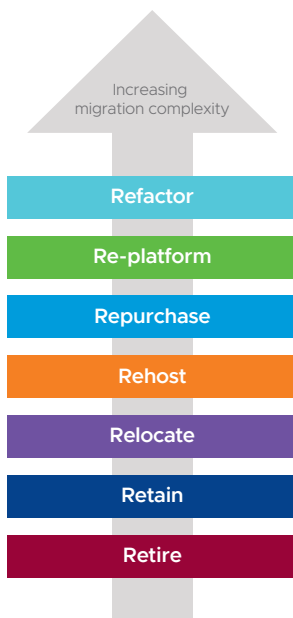 Increasing
migration complexity
Refactor
Re-platform
Repurchase
Rehost
Relocate
Retain
Retire